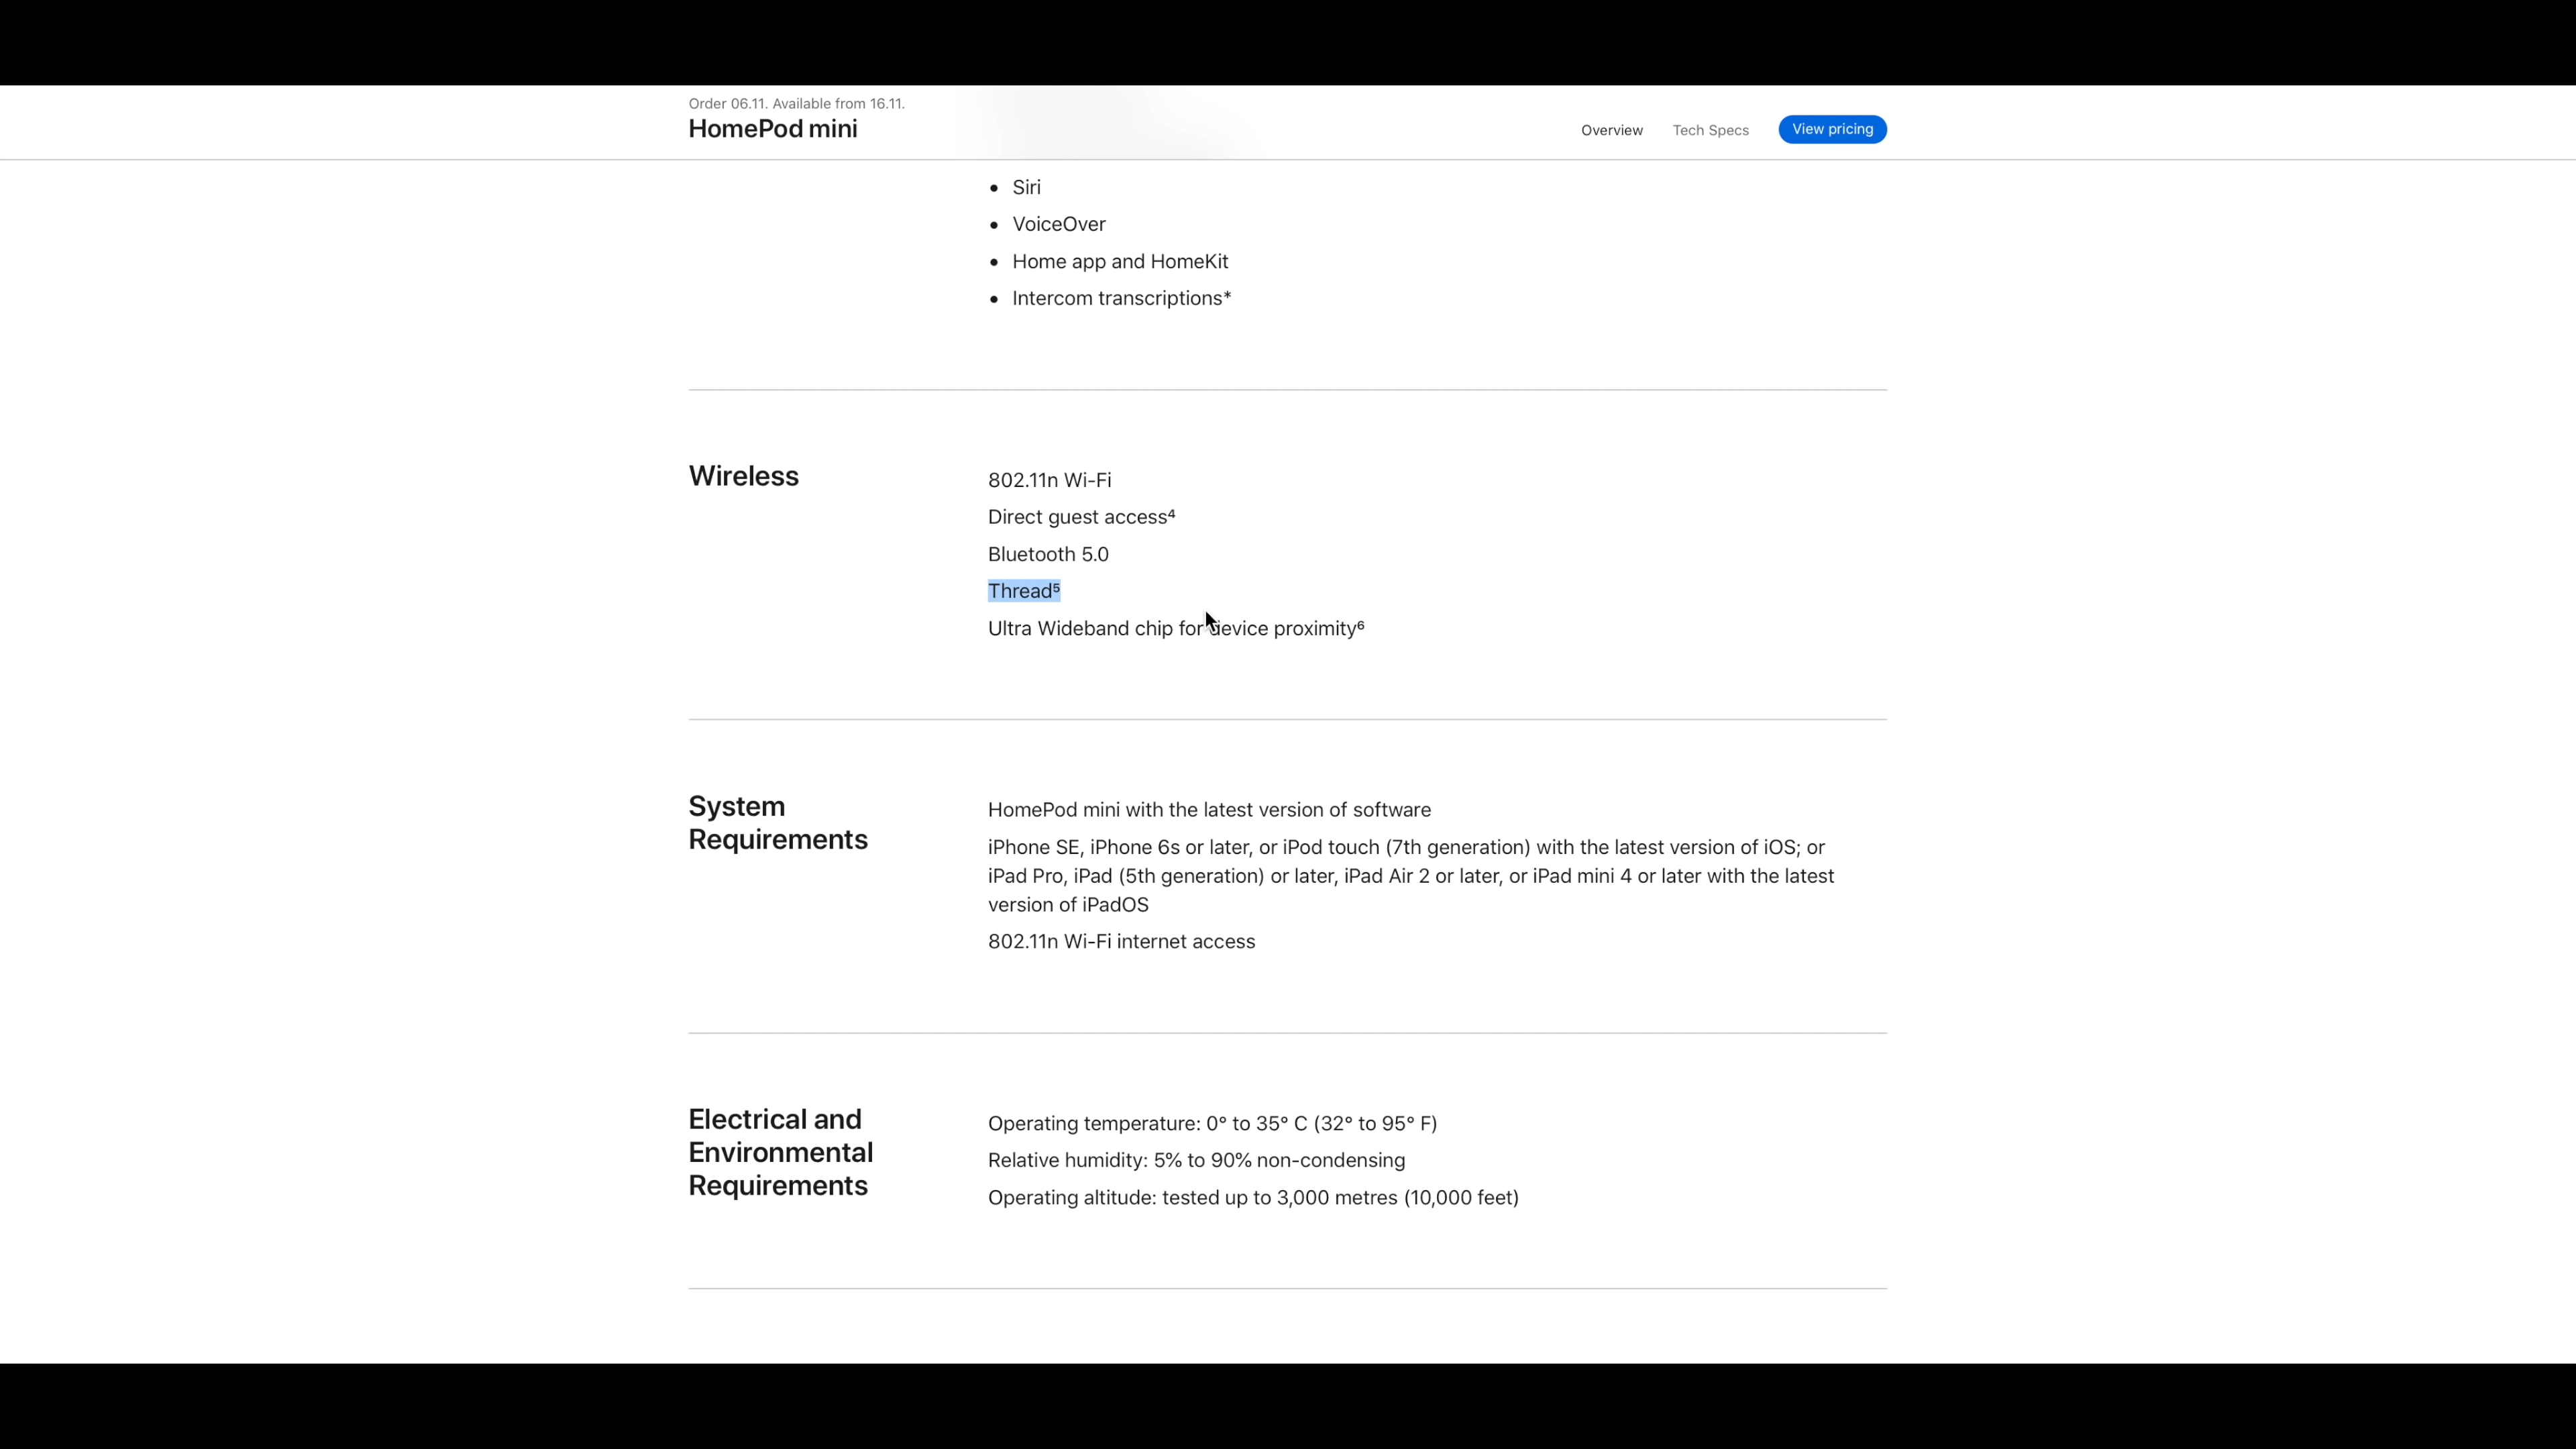 Order 06.11. Available from 16.11.
HomePod mini
Overview
Tech Specs
View pricing
• Siri
• VoiceOver
• Home app and HomeKit
• Intercom transcriptions*
Wireless
802.11n Wi-Fi
Direct guest access⁴
Bluetooth 5.0
Thread⁵
Ultra Wideband chip for device proximity⁶
System
Requirements
HomePod mini with the latest version of software
iPhone SE, iPhone 6s or later, or iPod touch (7th generation) with the latest version of iOS; or
iPad Pro, iPad (5th generation) or later, iPad Air 2 or later, or iPad mini 4 or later with the latest
version of iPadOS
802.11n Wi-Fi internet access
Electrical and
Environmental
Requirements
Operating temperature: 0° to 35° C (32° to 95° F)
Relative humidity: 5% to 90% non-condensing
Operating altitude: tested up to 3,000 metres (10,000 feet)